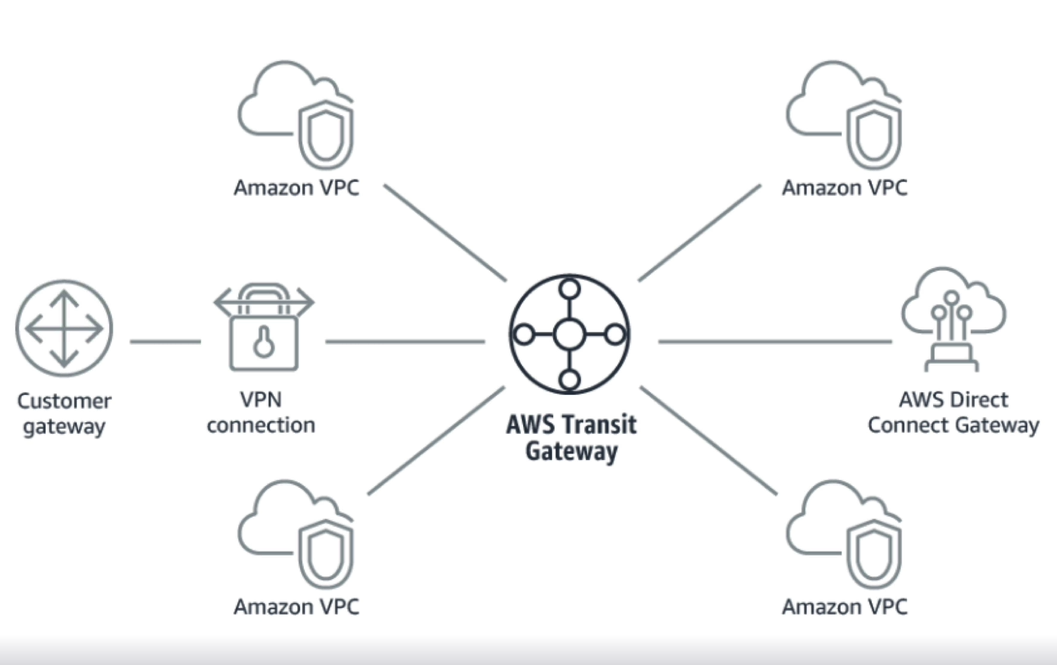 Amazon VPC
Amazon VPC
Customer
gateway
VPN
connection
AWS Transit
Gateway
AWS Direct
Connect Gateway
Amazon VPC
Amazon VPC